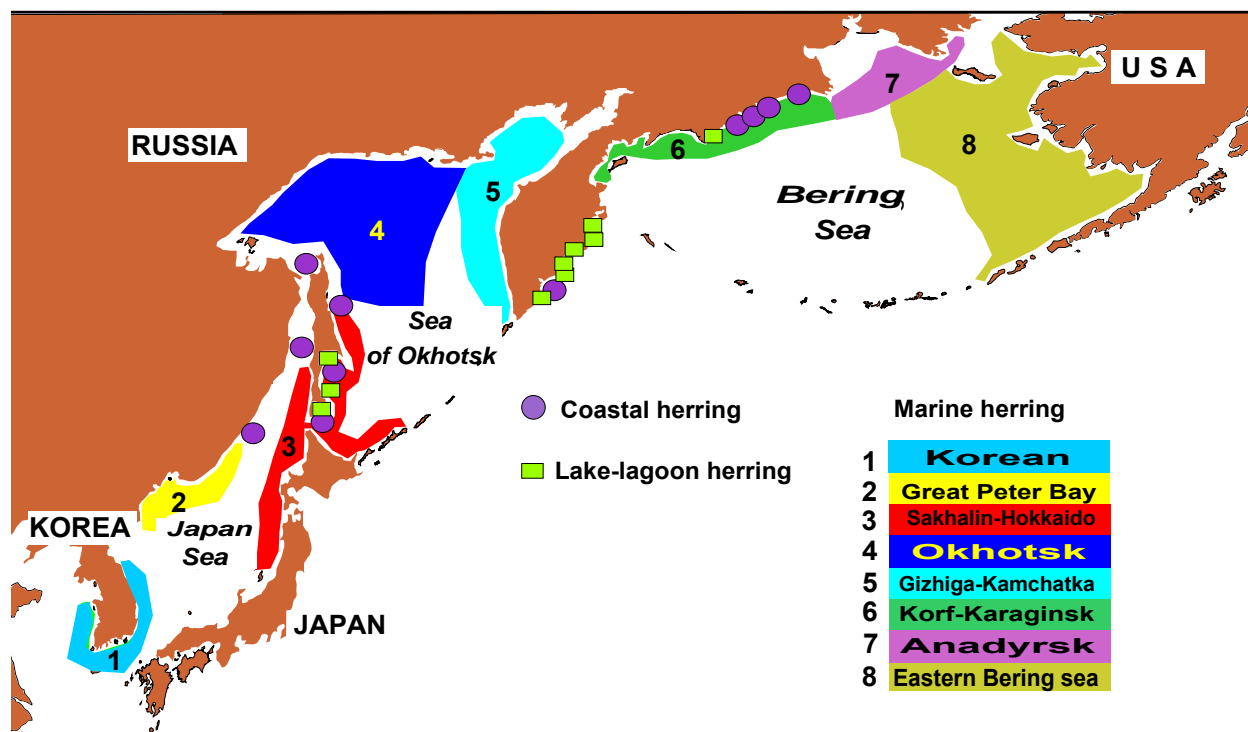 U S A
7
RUSSIA
8
6
5
Bering
Sea
4
Sea
of Okhotsk
Coastal herring
Marine herring
3
Lake-lagoon herring
1 Korean
2 Great Peter Bay
3 Sakhalin-Hokkaido
4 Okhotsk
5 Gizhiga-Kamchatka
6 Korf-Karaginsk
7 Anadyrsk
8 Eastern Bering sea
2
KOREA
Japan
Sea
JAPAN
1